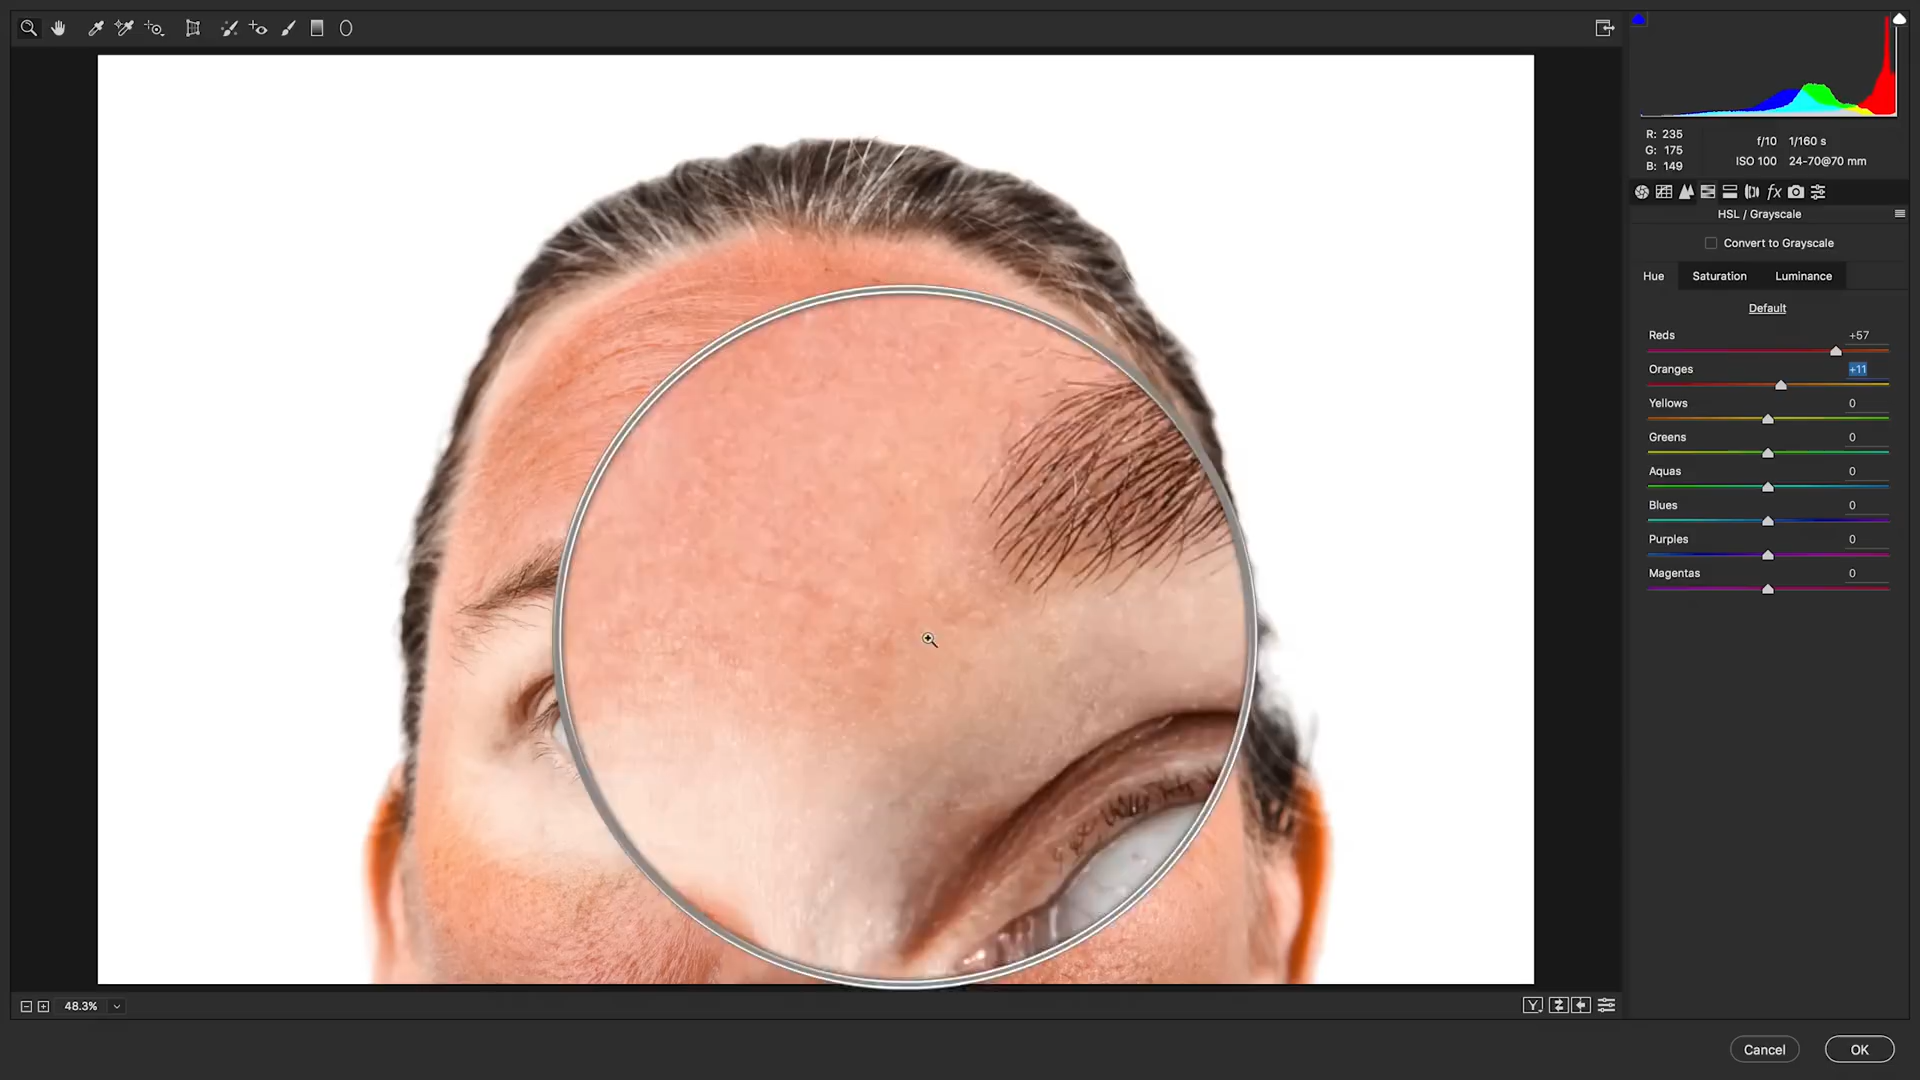 R: 235
G: 175
B: 149
f/10 1/160 s
ISO 100 24-70@70 mm
fx
HSL / Grayscale
Convert to Grayscale
Hue Saturation Luminance
Default
Reds +57
Oranges +11
Yellows 0
Greens 0
Aquas 0
Blues 0
Purples 0
Magentas 0
48.3%
Y
Cancel OK